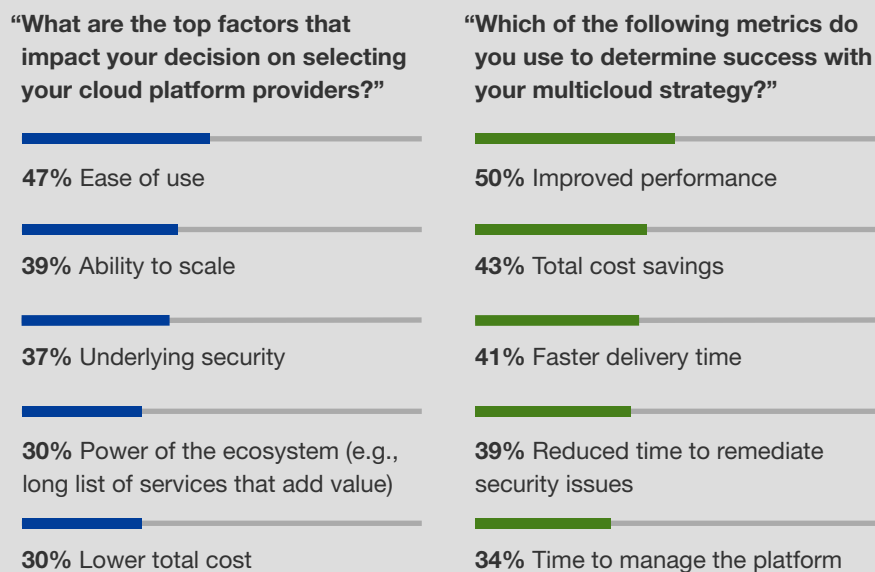 “What are the top factors that
impact your decision on selecting
your cloud platform providers?”
47% Ease of use
39% Ability to scale
37% Underlying security
30% Power of the ecosystem (e.g.,
long list of services that add value)
30% Lower total cost
“Which of the following metrics do
you use to determine success with
your multicloud strategy?”
50% Improved performance
43% Total cost savings
41% Faster delivery time
39% Reduced time to remediate
security issues
34% Time to manage the platform